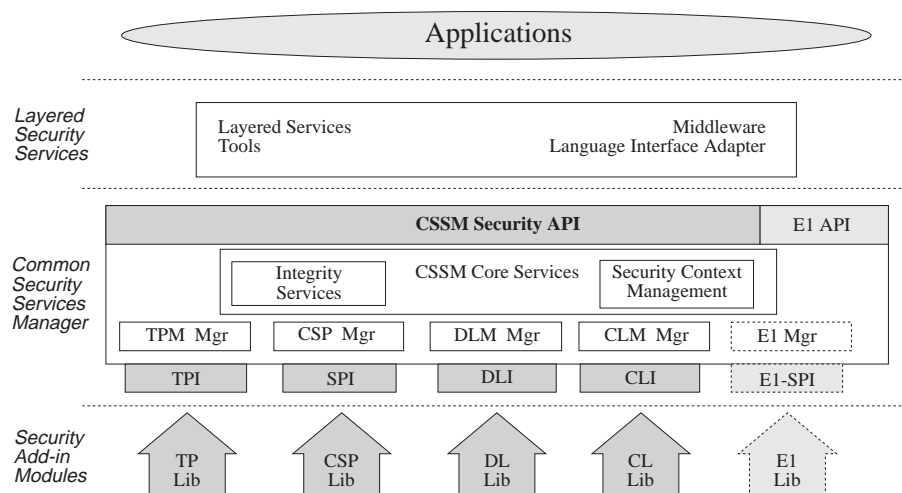 Applications
Layered
Security
Services
Layered Services
Tools
Middleware
Language Interface Adapter
CSSM Security API
E1 API
Common
Security
Services
Manager
Integrity
Services
CSSM Core Services
Security Context
Management
TPM Mgr
CSP Mgr
DLM Mgr
CLM Mgr
E1 Mgr
TPI
SPI
DLI
CLI
E1-SPI
Security
Add-in
Modules
TP
Lib
CSP
Lib
DL
Lib
CL
Lib
E1
Lib